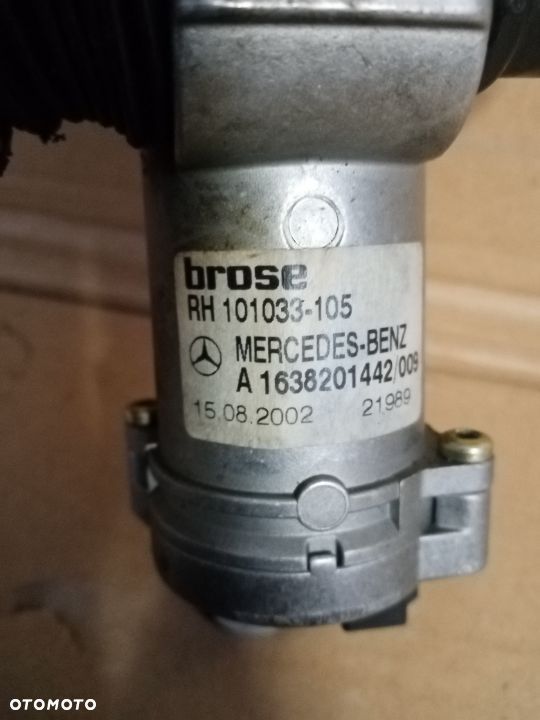 brose
RH 101033-105
MERCEDES-BENZ
A 1638201442/009
15.08.2002 21989
OTOMOTO